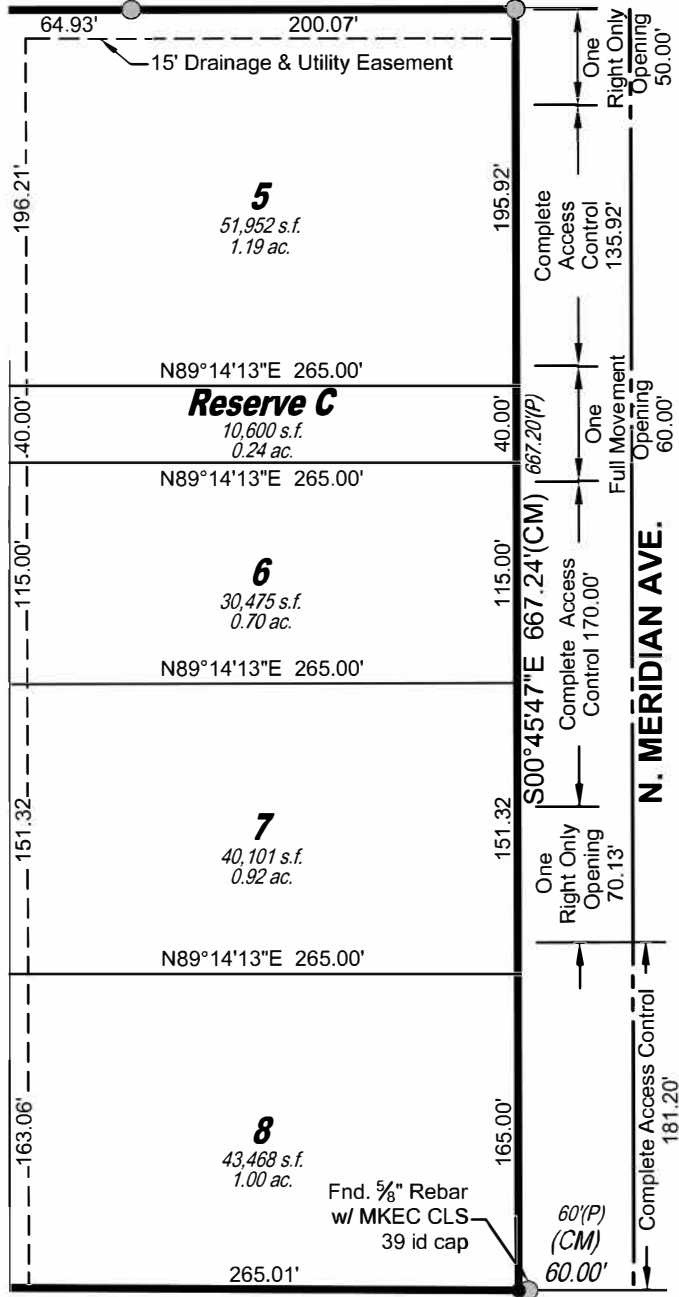 64.93'
200.07'
15' Drainage & Utility Easement
One
Right Only
Opening
50.00'
196.21'
5
51,952 s.f.
1.19 ac.
195.92'
Complete
Access
Control
135.92'
N89°14'13"E 265.00'
40.00'
Reserve C
10,600 s.f.
0.24 ac.
40.00'
667.20'(P)
One
Full Movement
Opening
60.00'
N89°14'13"E 265.00'
115.00'
6
30,475 s.f.
0.70 ac.
115.00'
S00°45'47"E 667.24'(CM)
Complete Access
Control 170.00'
N. MERIDIAN AVE.
N89°14'13"E 265.00'
151.32
7
40,101 s.f.
0.92 ac.
151.32
One
Right Only
Opening
70.13'
N89°14'13"E 265.00'
163.06'
8
43,468 s.f.
1.00 ac.
165.00'
Complete Access Control
181.20'
Fnd. ⅝" Rebar
w/ MKEC CLS
39 id cap
60'(P)
(CM)
60.00'
265.01'